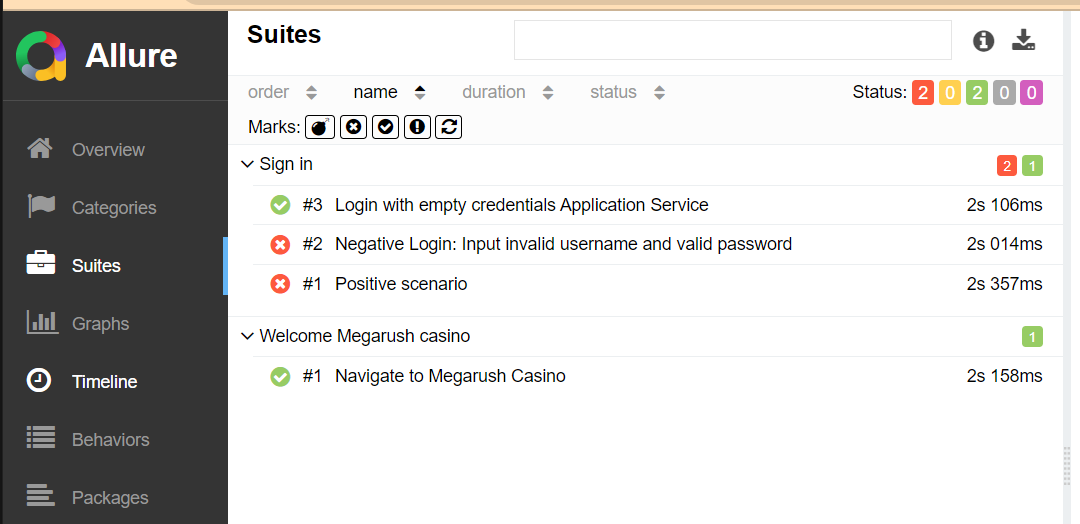 Allure
Overview
Categories
Suites
Graphs
Timeline
Behaviors
Packages
Suites
order name duration status Status: 2 0 2 0 0
Marks:
Sign in 2 1
#3 Login with empty credentials Application Service 2s 106ms
#2 Negative Login: Input invalid username and valid password 2s 014ms
#1 Positive scenario 2s 357ms
Welcome Megarush casino 1
#1 Navigate to Megarush Casino 2s 158ms